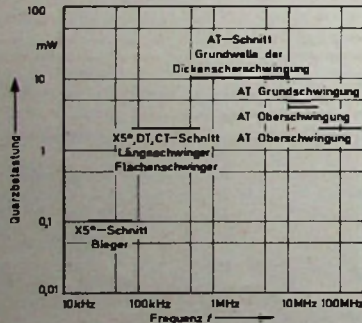 100
mW
10
1
0,1
0,01
Quarzbelastung
AT-Schnitt
Grundwelle der
Dickenscherschwingung
AT Grundschwingung
AT Oberschwingung
X5°,DT,CT-Schnitt
AT Oberschwingung
Längsschwinger
Flächenschwinger
X5°-Schnitt
Bieger
10kHz
100kHz
1MHz
10MHz
100MHz
Frequenz f